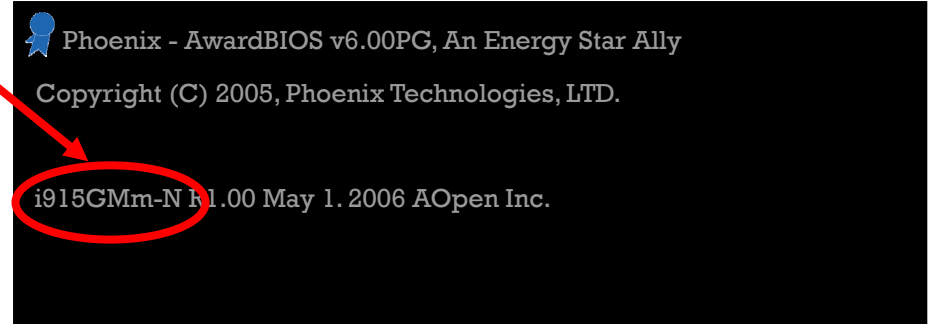 Phoenix - AwardBIOS v6.00PG, An Energy Star Ally
Copyright (C) 2005, Phoenix Technologies, LTD.
i915GMm-N R1.00 May 1. 2006 AOpen Inc.